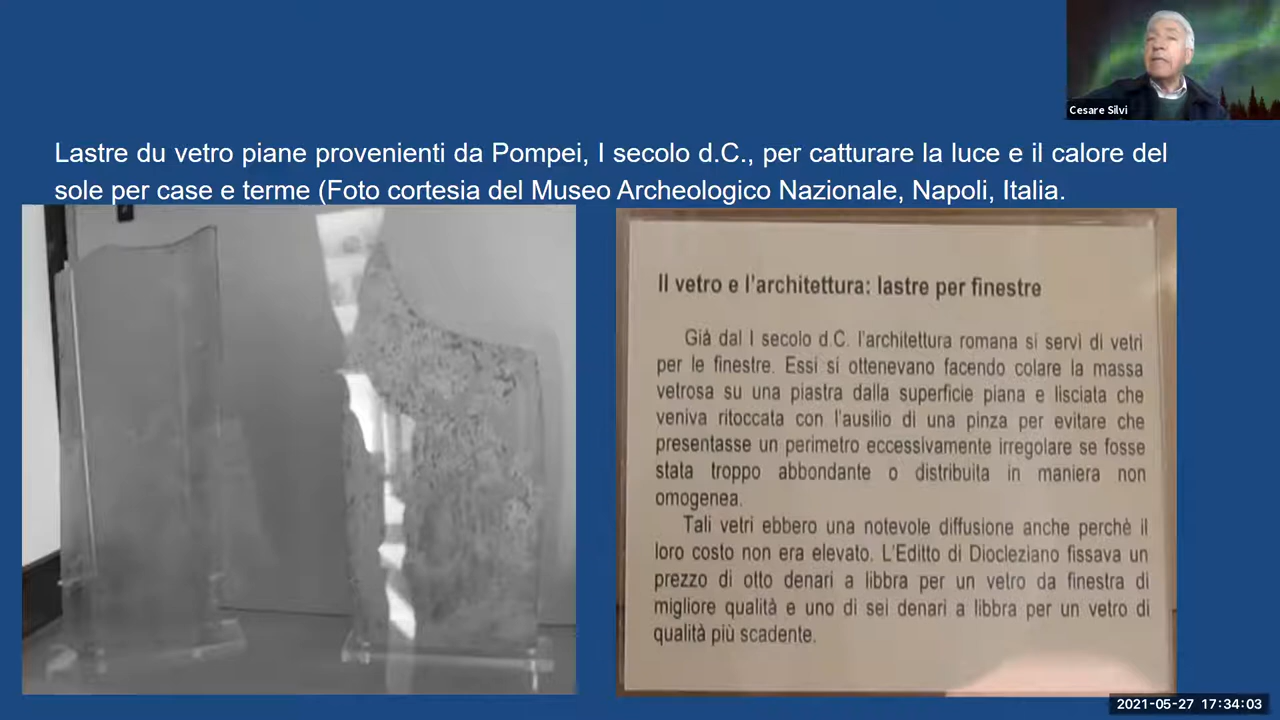 Cesare Silvi
Lastre du vetro piane provenienti da Pompei, I secolo d.C., per catturare la luce e il calore del
sole per case e terme (Foto cortesia del Museo Archeologico Nazionale, Napoli, Italia.
Il vetro e l'architettura: lastre per finestre
Già dal I secolo d.C. l'architettura romana si servì di vetri
per le finestre. Essi si ottenevano facendo colare la massa
vetrosa su una piastra dalla superficie piana e lisciata che
veniva ritoccata con l'ausilio di una pinza per evitare che
presentasse un perimetro eccessivamente irregolare se fosse
stata troppo abbondante o distribuita in maniera non
omogenea.
Tali vetri ebbero una notevole diffusione anche perchè il
loro costo non era elevato. L'Editto di Diocleziano fissava un
prezzo di otto denari a libbra per un vetro da finestra di
migliore qualità e uno di sei denari a libbra per un vetro di
qualità più scadente.
2021-05-27 17:34:03